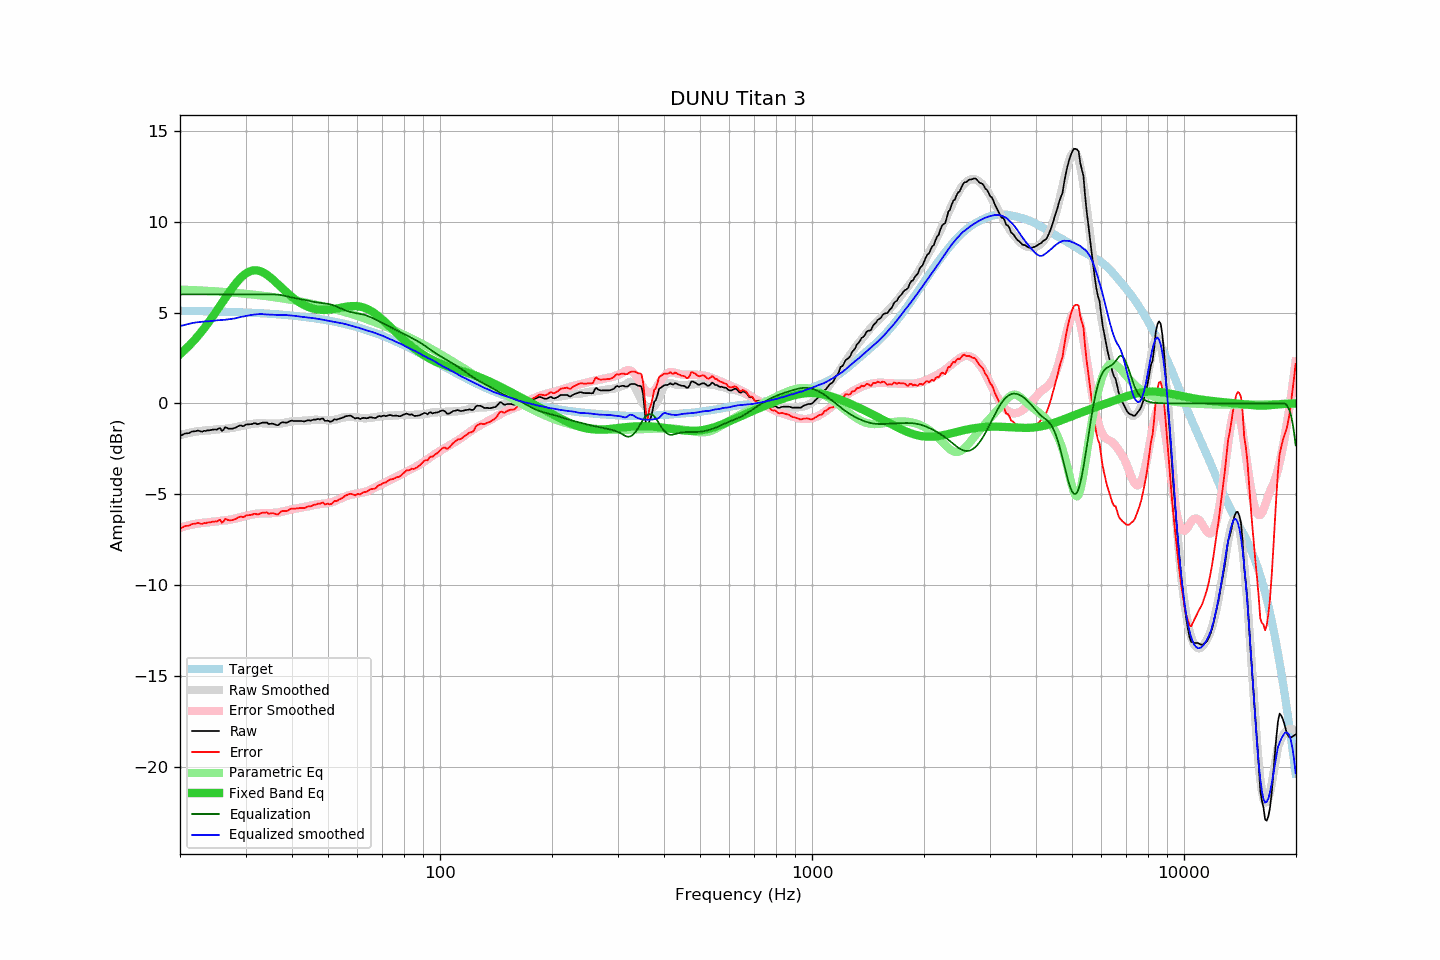 DUNU Titan 3
Amplitude (dBr)
15
10
5
0
−5
−10
−15
−20
Target
Raw Smoothed
Error Smoothed
Raw
Error
Parametric Eq
Fixed Band Eq
Equalization
Equalized smoothed
100
1000
10000
Frequency (Hz)